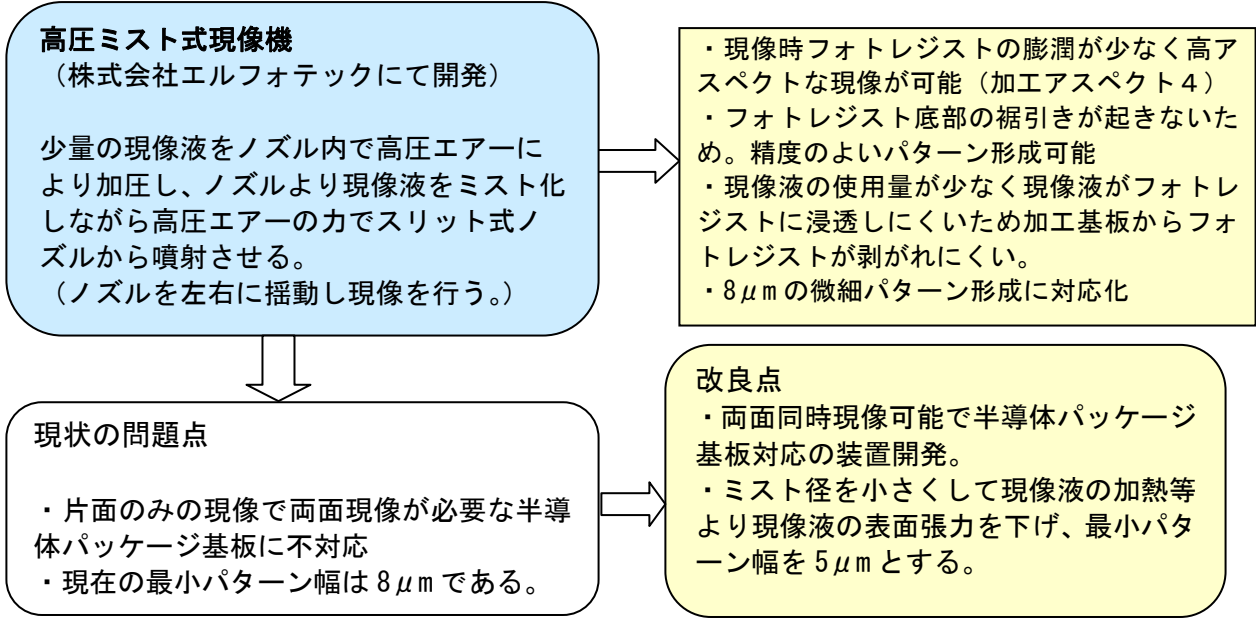 高圧ミスト式現像機
（株式会社エルフォテックにて開発）
少量の現像液をノズル内で高圧エアーに
より加圧し、ノズルより現像液をミスト化
しながら高圧エアーの力でスリット式ノ
ズルから噴射させる。
（ノズルを左右に揺動し現像を行う。）
・現像時フォトレジストの膨潤が少なく高ア
スペクトな現像が可能（加工アスペクト４）
・フォトレジスト底部の裾引きが起きないた
め。精度のよいパターン形成可能
・現像液の使用量が少なく現像液がフォトレ
ジストに浸透しにくいため加工基板からフォ
トレジストが剥がれにくい。
・8μmの微細パターン形成に対応化
現状の問題点
・片面のみの現像で両面現像が必要な半導
体パッケージ基板に不対応
・現在の最小パターン幅は8μmである。
改良点
・両面同時現像可能で半導体パッケージ
基板対応の装置開発。
・ミスト径を小さくして現像液の加熱等
より現像液の表面張力を下げ、最小パタ
ーン幅を5μmとする。